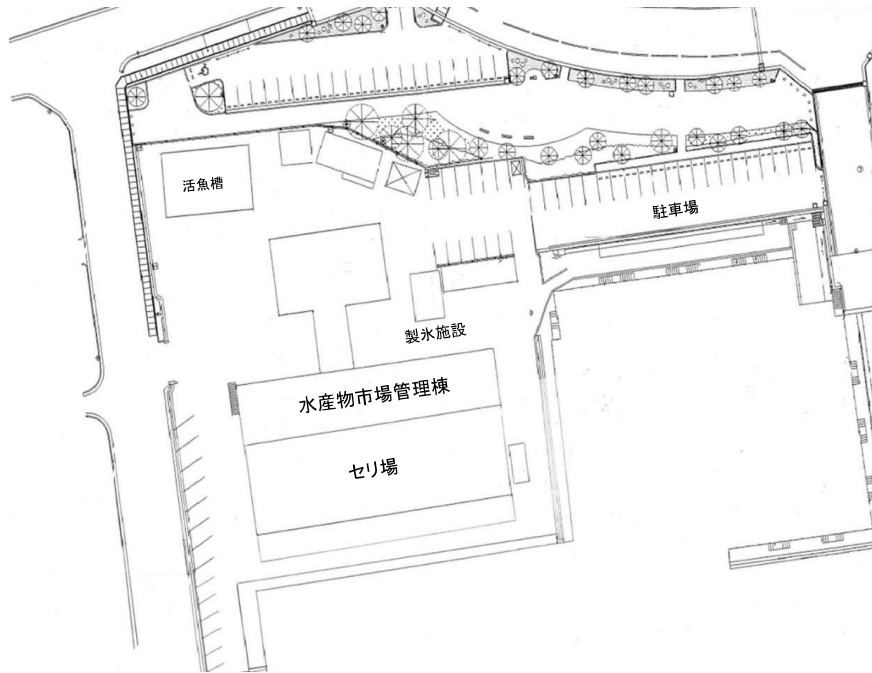 活魚槽
駐車場
製氷施設
水産物市場管理棟
セリ場